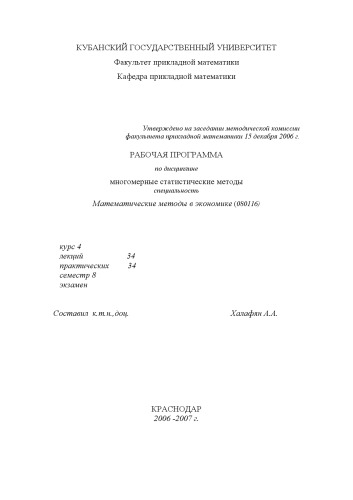 КУБАНСКИЙ ГОСУДАРСТВЕННЫЙ УНИВЕРСИТЕТ
Факультет прикладной математики
Кафедра прикладной математики
Утверждено на заседании методической комиссии
факультета прикладной математики 15 декабря 2006 г.
РАБОЧАЯ ПРОГРАММА
по дисциплине
многомерные статистические методы
специальность
Математические методы в экономике (080116)
курс 4
лекций 34
практических 34
семестр 8
экзамен
Составил к.т.н.,доц. Халафян А.А.
КРАСНОДАР
2006 -2007 г.